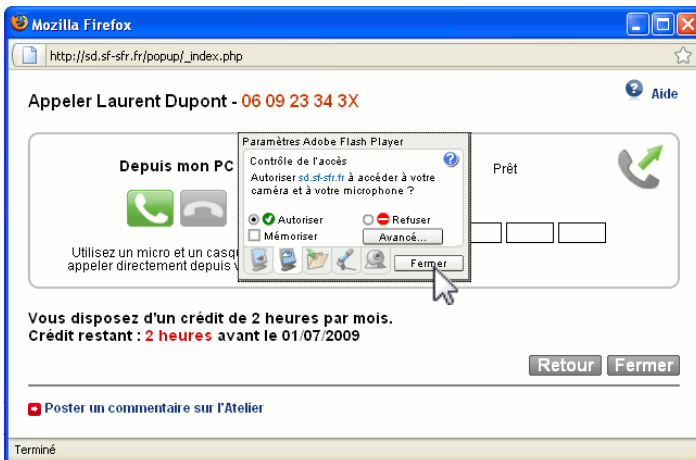 Mozilla Firefox
http://sd.sf-sfr.fr/popup/_index.php
Appeler Laurent Dupont - 06 09 23 34 3X
Aide
Depuis mon PC
Prêt
Utilisez un micro et un casq
appeler directement depuis v
Paramètres Adobe Flash Player
Contrôle de l'accès
Autoriser sd.sf-sfr.fr à accéder à votre
caméra et à votre microphone ?
Autoriser
Refuser
Mémoriser
Avancé...
Fermer
Vous disposez d'un crédit de 2 heures par mois.
Crédit restant : 2 heures avant le 01/07/2009
Retour
Fermer
Poster un commentaire sur l'Atelier
Terminé